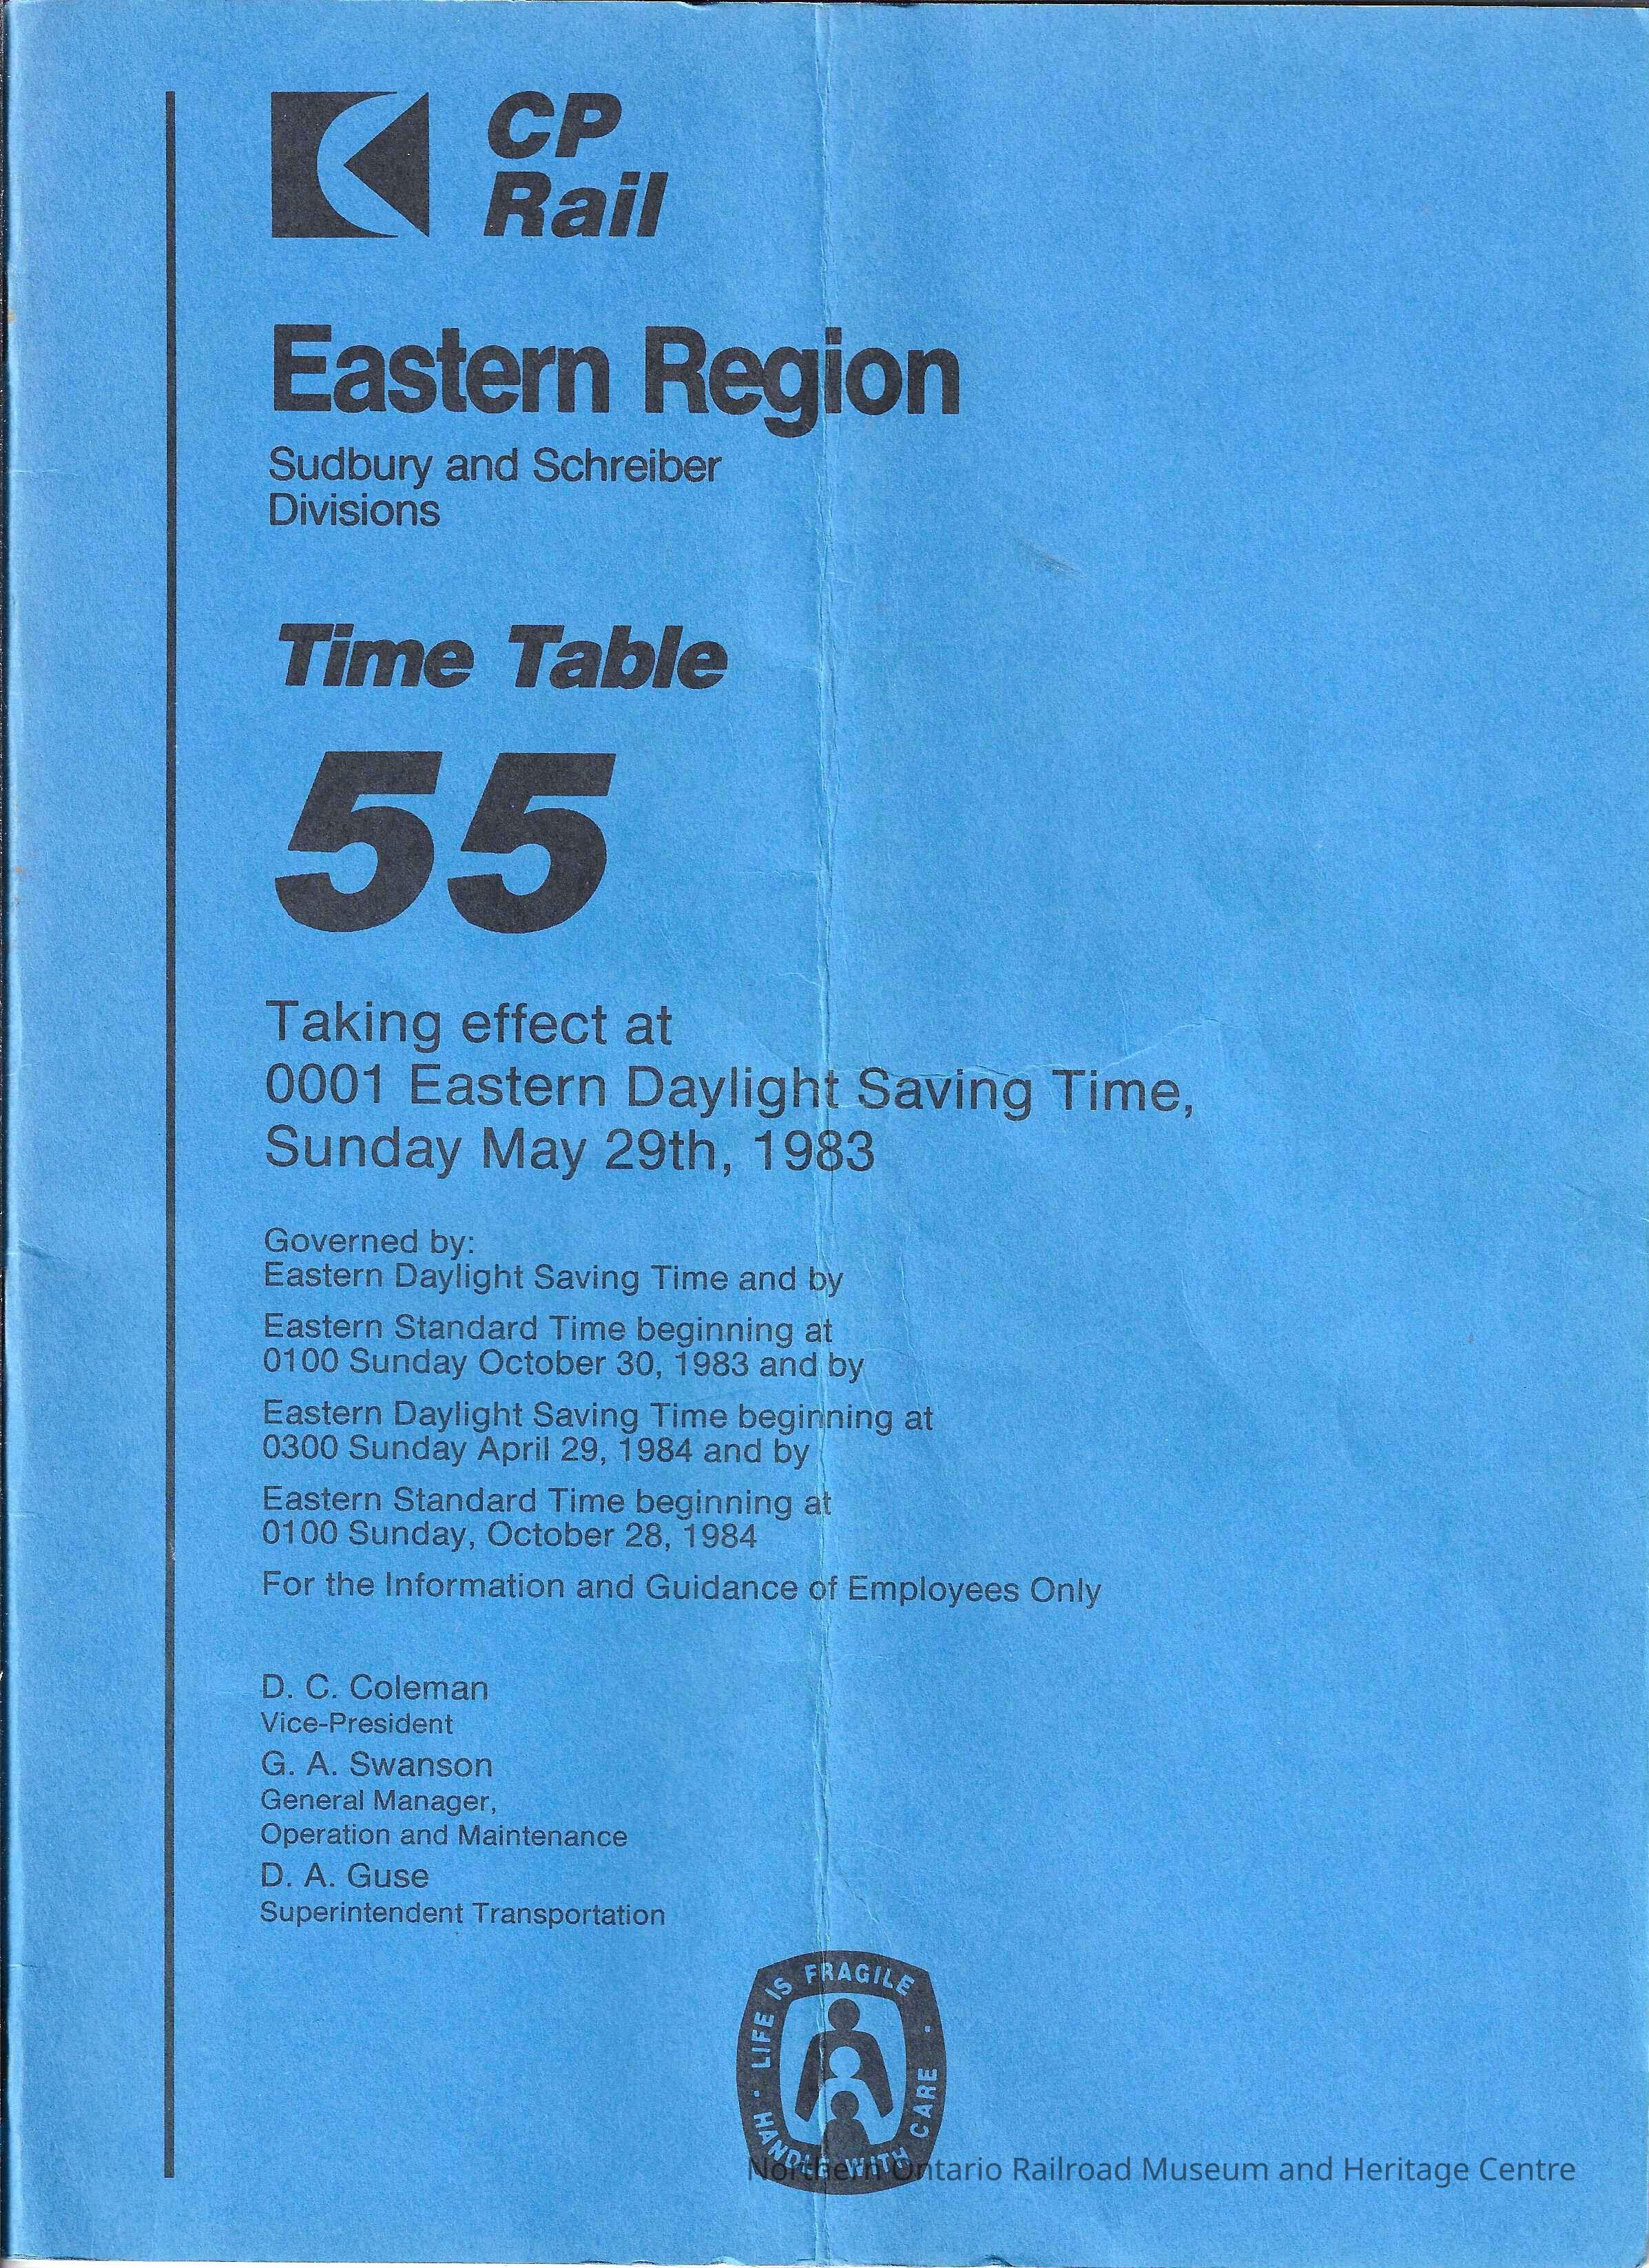 CP
Rail
Eastern Region
Sudbury and Schreiber
Divisions
Time Table
55
Taking effect at
0001 Eastern Daylight Saving Time,
Sunday May 29th, 1983
Governed by:
Eastern Daylight Saving Time and by
Eastern Standard Time beginning at
0100 Sunday October 30, 1983 and by
Eastern Daylight Saving Time beginning at
0300 Sunday April 29, 1984 and by
Eastern Standard Time beginning at
0100 Sunday, October 28, 1984
For the Information and Guidance of Employees Only
D. C. Coleman
Vice-President
G. A. Swanson
General Manager,
Operation and Maintenance
D. A. Guse
Superintendent Transportation
· LIFE IS FRAGILE ·
HANDLE WITH CARE
Northern Ontario Railroad Museum and Heritage Centre